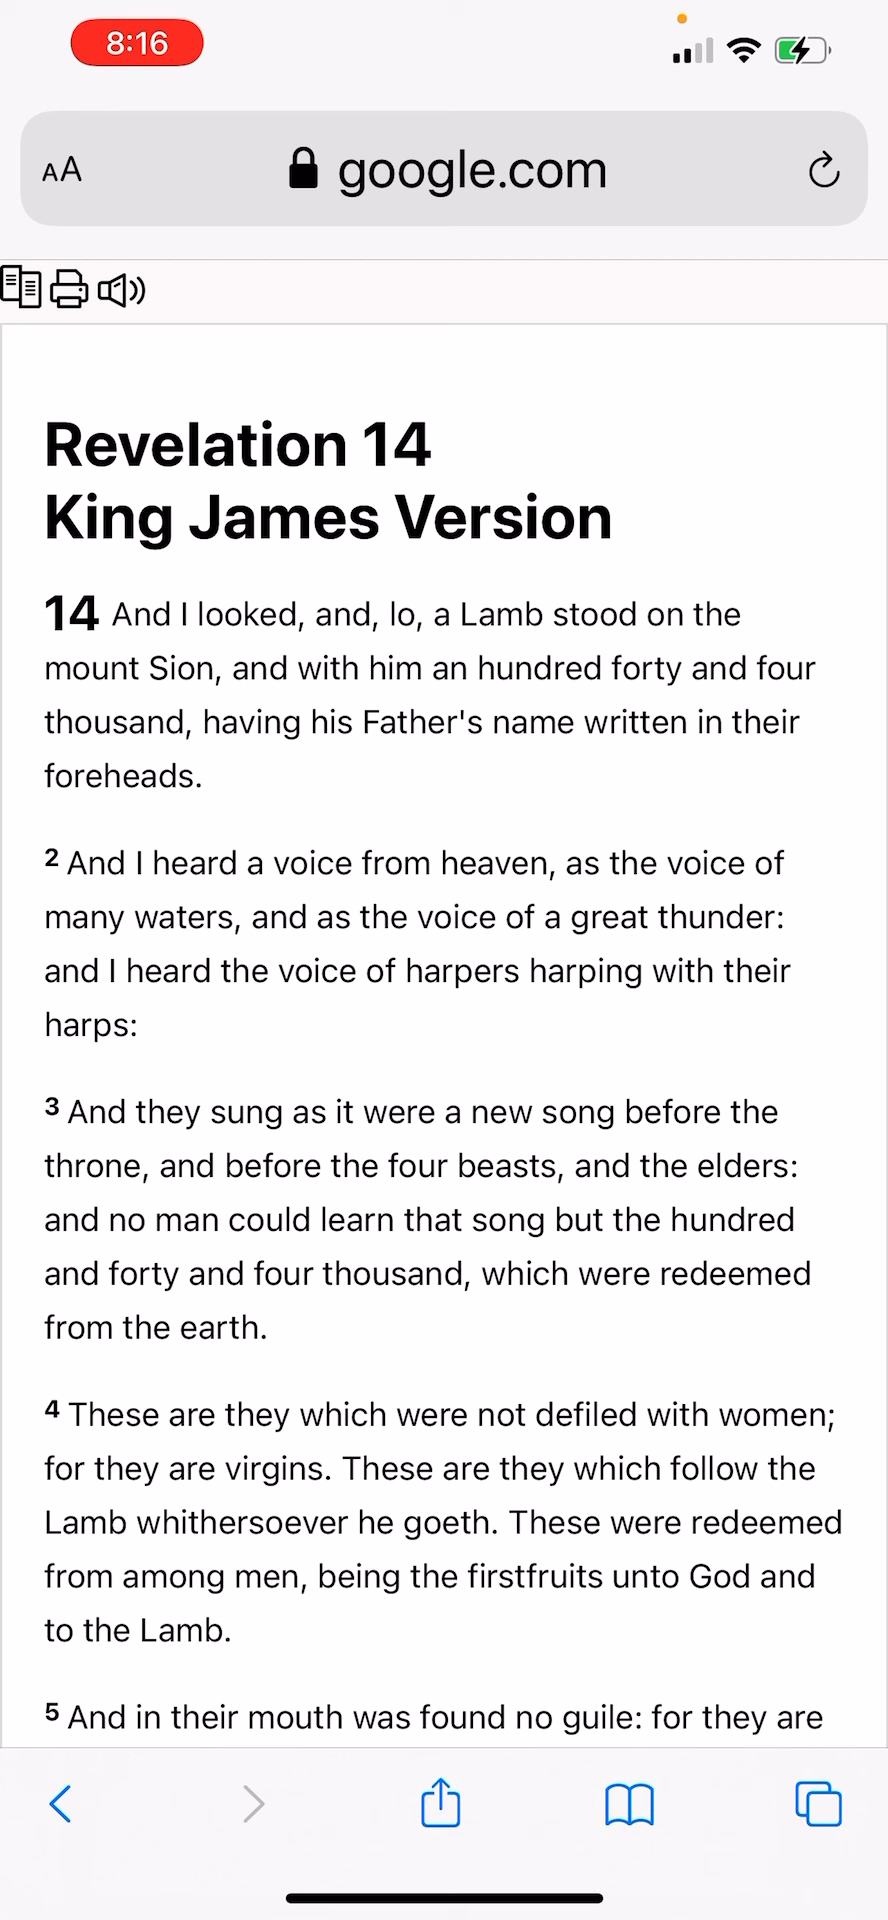 8:16
AA google.com
Revelation 14
King James Version
14 And I looked, and, lo, a Lamb stood on the
mount Sion, and with him an hundred forty and four
thousand, having his Father's name written in their
foreheads.
2 And I heard a voice from heaven, as the voice of
many waters, and as the voice of a great thunder:
and I heard the voice of harpers harping with their
harps:
3 And they sung as it were a new song before the
throne, and before the four beasts, and the elders:
and no man could learn that song but the hundred
and forty and four thousand, which were redeemed
from the earth.
4 These are they which were not defiled with women;
for they are virgins. These are they which follow the
Lamb whithersoever he goeth. These were redeemed
from among men, being the firstfruits unto God and
to the Lamb.
5 And in their mouth was found no guile: for they are